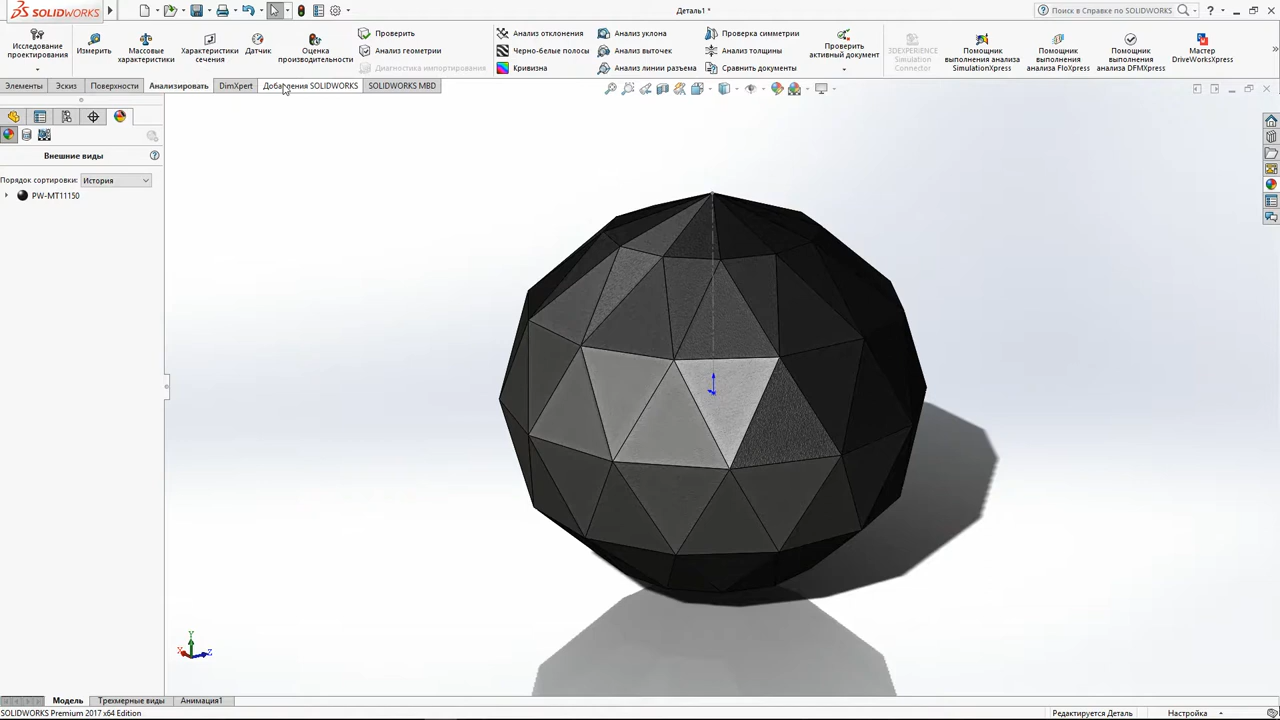 SOLIDWORKS
Деталь1 *
Поиск в Справке по SOLIDWORKS
?
Исследование проектирования
Измерить
Массовые характеристики
Характеристики сечения
Датчик
Оценка производительности
Проверить
Анализ геометрии
Диагностика импортирования
Анализ отклонения
Черно-белые полосы
Кривизна
Анализ уклона
Анализ выточек
Анализ линии разъема
Проверка симметрии
Анализ толщины
Сравнить документы
Проверить активный документ
3DEXPERIENCE Simulation Connector
Помощник выполнения анализа SimulationXpress
Помощник выполнения анализа FloXpress
Помощник выполнения анализа DFMXpress
Мастер DriveWorksXpress
Элементы
Эскиз
Поверхности
Анализировать
DimXpert
Добавления SOLIDWORKS
SOLIDWORKS MBD
Внешние виды
Порядок сортировки:
История
PW-MT11150
Y
X
Z
Модель
Трехмерные виды
Анимация1
SOLIDWORKS Premium 2017 x64 Edition
Редактируется Деталь
Настройка